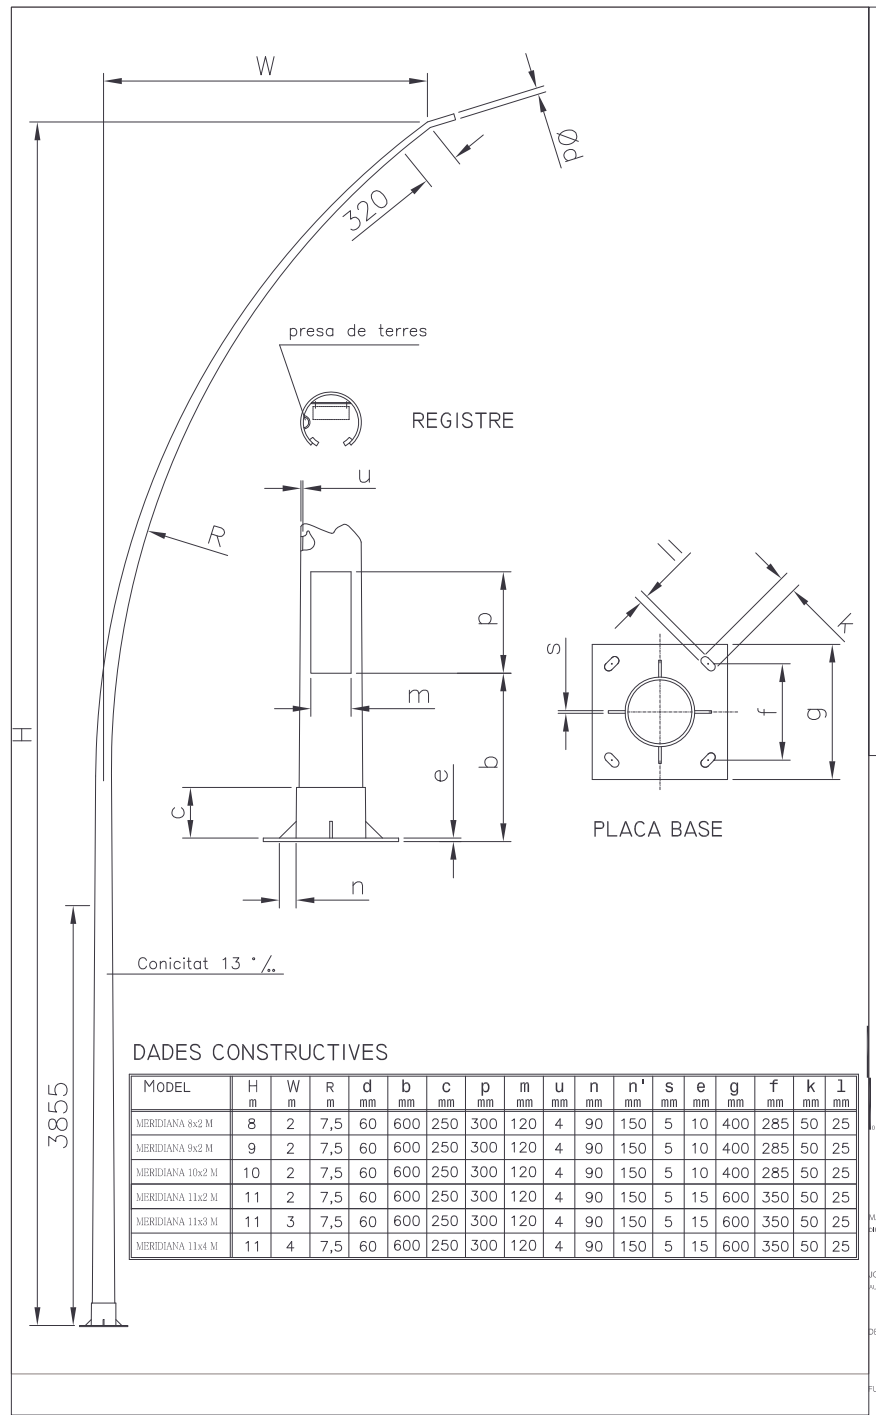 W
Ød
320
presa de terres
REGISTRE
u
R
ll
p
s
k
m
H
f
g
b
e
c
PLACA BASE
n
Conicitat 13 °/..
3855
DADES CONSTRUCTIVES
MODEL H W R d b c p m u n n' s e g f k l
m m m mm mm mm mm mm mm mm mm mm mm mm mm mm mm
MERIDIANA 8x2 M 8 2 7,5 60 600 250 300 120 4 90 150 5 10 400 285 50 25
MERIDIANA 9x2 M 9 2 7,5 60 600 250 300 120 4 90 150 5 10 400 285 50 25
MERIDIANA 10x2 M 10 2 7,5 60 600 250 300 120 4 90 150 5 10 400 285 50 25
MERIDIANA 11x2 M 11 2 7,5 60 600 250 300 120 4 90 150 5 15 600 350 50 25
MERIDIANA 11x3 M 11 3 7,5 60 600 250 300 120 4 90 150 5 15 600 350 50 25
MERIDIANA 11x4 M 11 4 7,5 60 600 250 300 120 4 90 150 5 15 600 350 50 25